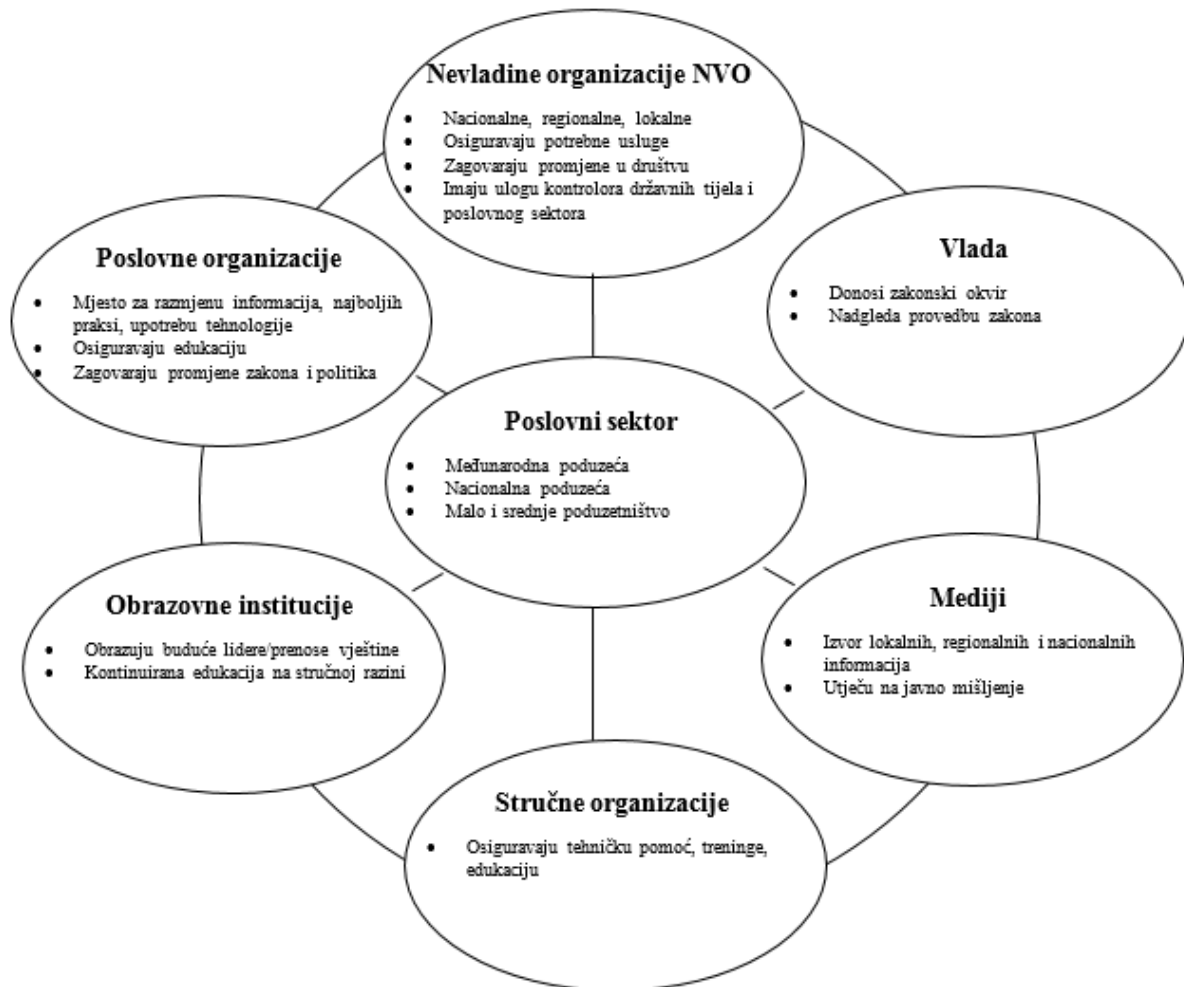 Nevladine organizacije NVO
• Nacionalne, regionalne, lokalne
• Osiguravaju potrebne usluge
• Zagovaraju promjene u društvu
• Imaju ulogu kontrolora državnih tijela i
poslovnog sektora
Poslovne organizacije
• Mjesto za razmjenu informacija, najboljih
praksi, upotrebu tehnologije
• Osiguravaju edukaciju
• Zagovaraju promjene zakona i politika
Vlada
• Donosi zakonski okvir
• Nadgleda provedbu zakona
Poslovni sektor
• Međunarodna poduzeća
• Nacionalna poduzeća
• Malo i srednje poduzetništvo
Obrazovne institucije
• Obrazuju buduće lidere/prenose vještine
• Kontinuirana edukacija na stručnoj razini
Mediji
• Izvor lokalnih, regionalnih i nacionalnih
informacija
• Utječu na javno mišljenje
Stručne organizacije
• Osiguravaju tehničku pomoć, treninge,
edukaciju